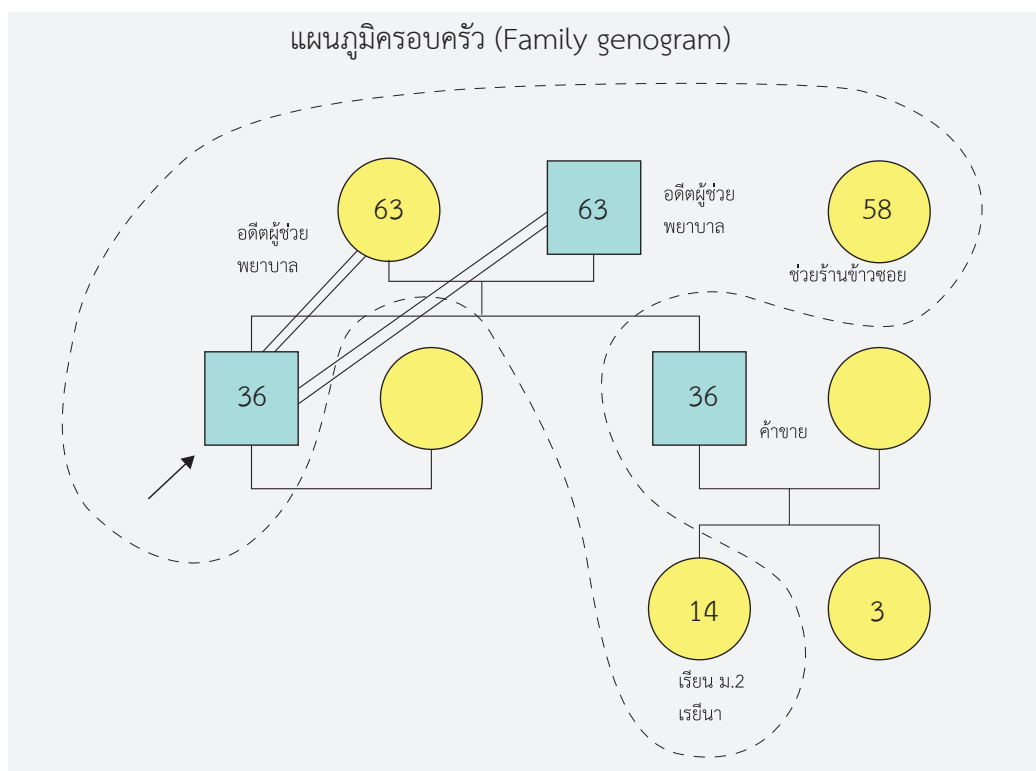 แผนภูมิครอบครัว (Family genogram)
63
อดีตผู้ช่วย
พยาบาล
63
อดีตผู้ช่วย
พยาบาล
58
ช่วยร้านข้าวซอย
36
36
ค้าขาย
14
เรียน ม.2
เรยีนา
3